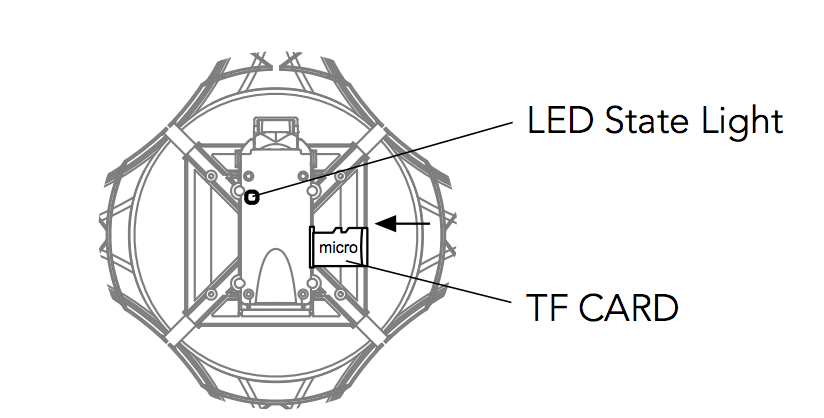 LED State Light
micro
TF CARD